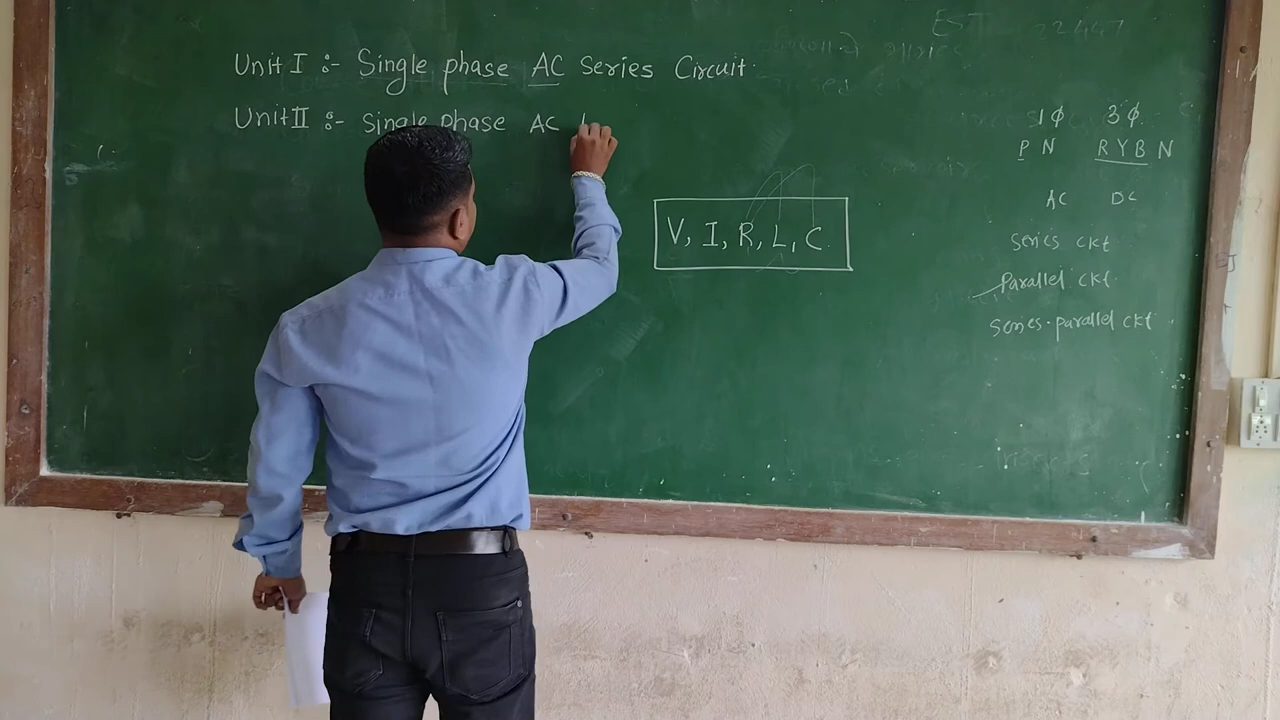 Unit I :- Single phase AC Series Circuit.
Unit II :- Single phase AC
V, I, R, L, C
1ϕ 3ϕ
P N R Y B N
AC DC
Series ckt
Parallel ckt.
Series-parallel ckt